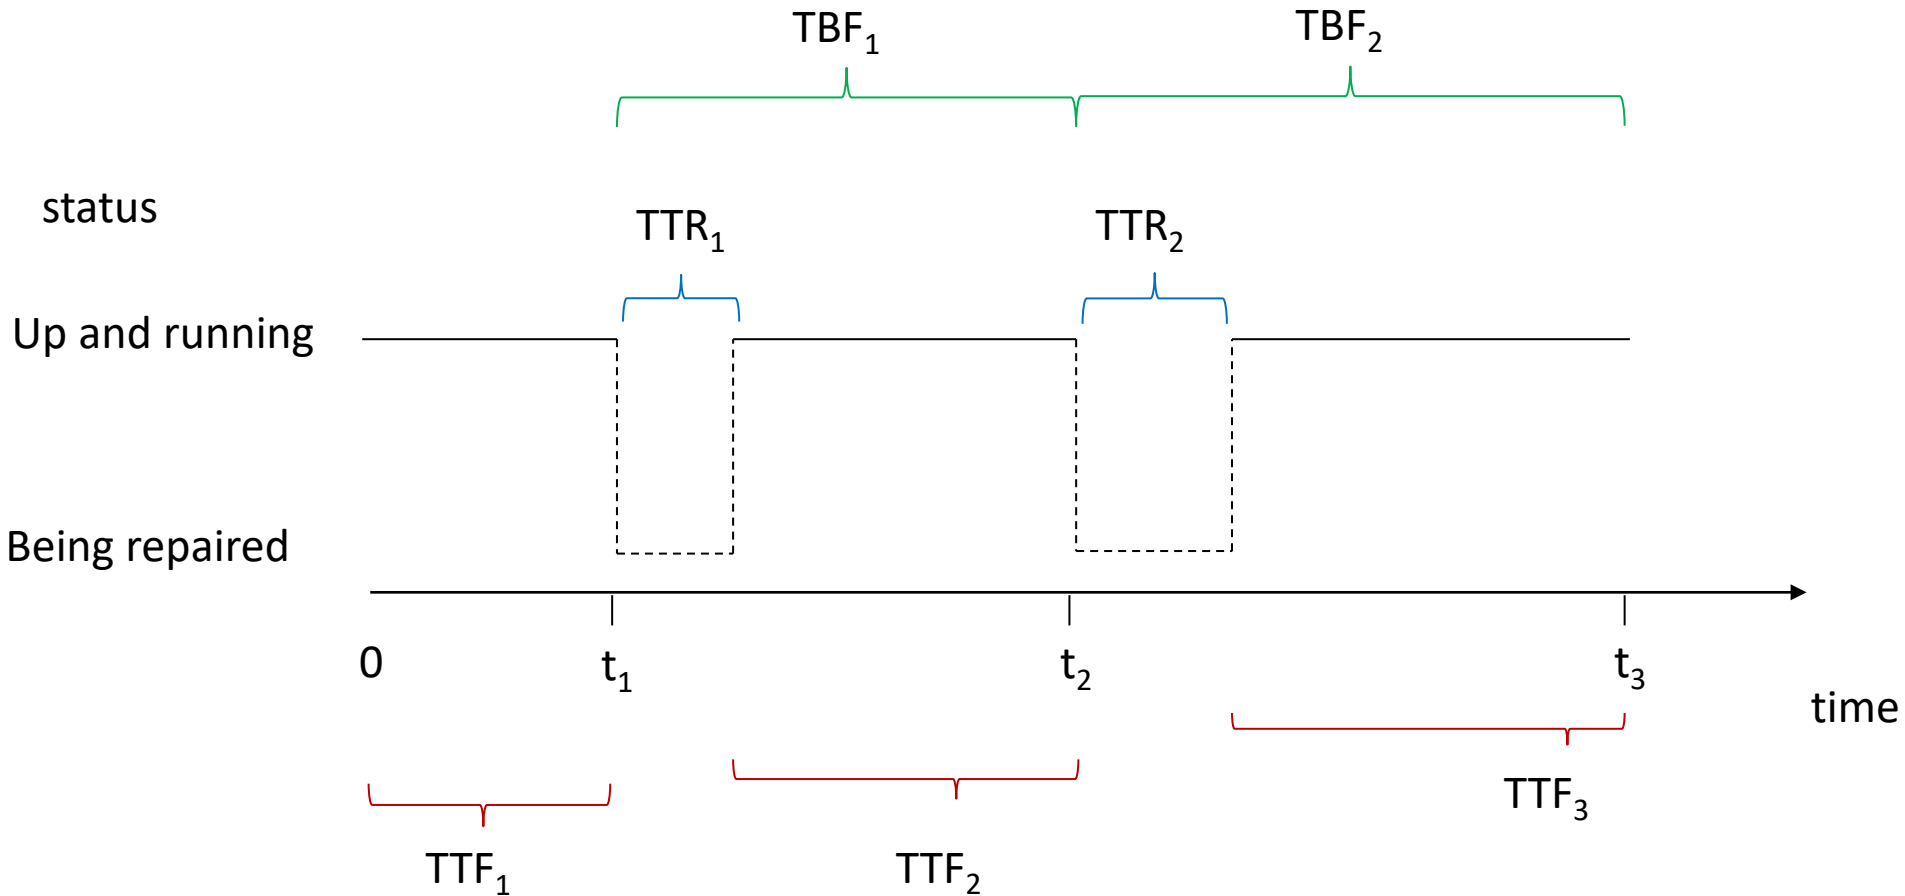 TBF₁
TBF₂
status
TTR₁
TTR₂
Up and running
Being repaired
0
t₁
t₂
t₃
time
TTF₁
TTF₂
TTF₃